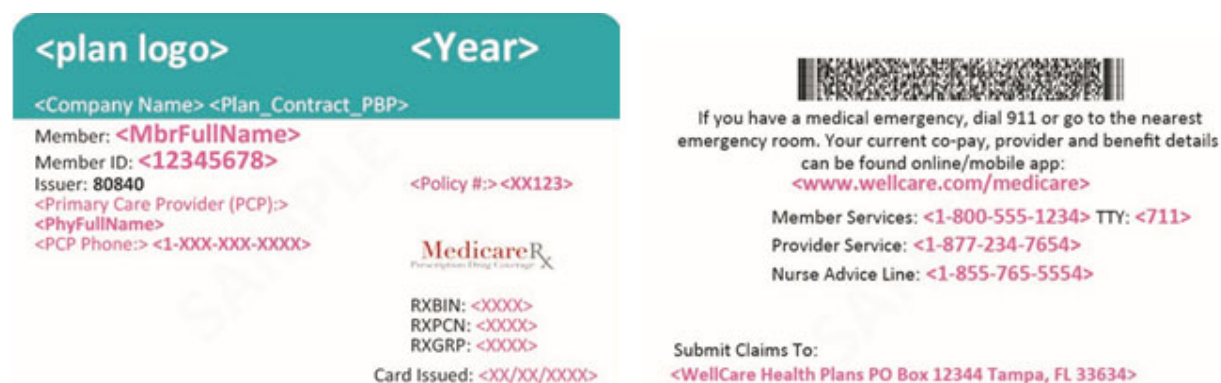 <plan logo> <Year>
<Company Name> <Plan_Contract_PBP>
Member: <MbrFullName>
Member ID: <12345678>
Issuer: 80840 <Policy #:> <XX123>
<Primary Care Provider (PCP):>
<PhyFullName>
<PCP Phone:> <1-XXX-XXX-XXXX>
MedicareRx
Prescription Drug Coverage
RXBIN: <XXXX>
RXPCN: <XXXX>
RXGRP: <XXXX>
Card Issued: <XX/XX/XXXX>
SAMPLE
If you have a medical emergency, dial 911 or go to the nearest
emergency room. Your current co-pay, provider and benefit details
can be found online/mobile app:
<www.wellcare.com/medicare>
Member Services: <1-800-555-1234> TTY: <711>
Provider Service: <1-877-234-7654>
Nurse Advice Line: <1-855-765-5554>
Submit Claims To:
<WellCare Health Plans PO Box 12344 Tampa, FL 33634>